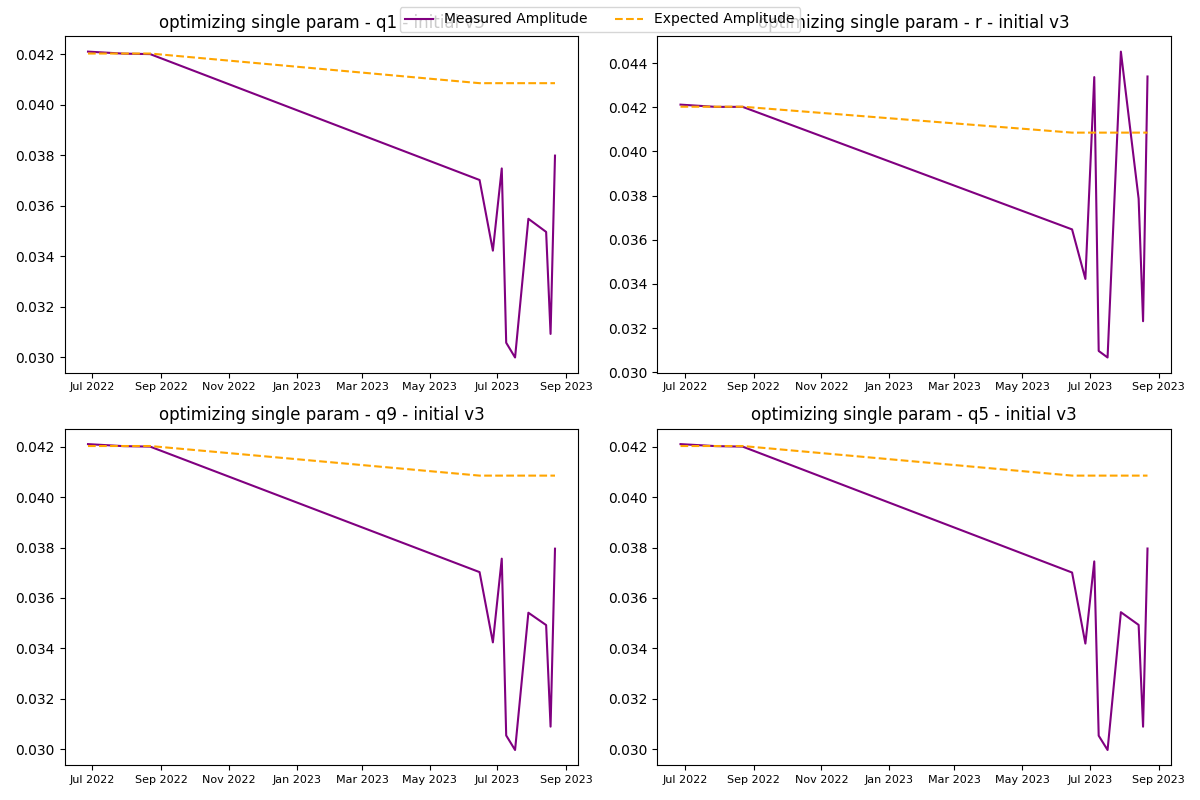 Measured Amplitude
Expected Amplitude
optimizing single param - q1 - initial v3
0.042
0.040
0.038
0.036
0.034
0.032
0.030
Jul 2022 Sep 2022 Nov 2022 Jan 2023 Mar 2023 May 2023 Jul 2023 Sep 2023
optimizing single param - r - initial v3
0.044
0.042
0.040
0.038
0.036
0.034
0.032
0.030
Jul 2022 Sep 2022 Nov 2022 Jan 2023 Mar 2023 May 2023 Jul 2023 Sep 2023
optimizing single param - q9 - initial v3
0.042
0.040
0.038
0.036
0.034
0.032
0.030
Jul 2022 Sep 2022 Nov 2022 Jan 2023 Mar 2023 May 2023 Jul 2023 Sep 2023
optimizing single param - q5 - initial v3
0.042
0.040
0.038
0.036
0.034
0.032
0.030
Jul 2022 Sep 2022 Nov 2022 Jan 2023 Mar 2023 May 2023 Jul 2023 Sep 2023